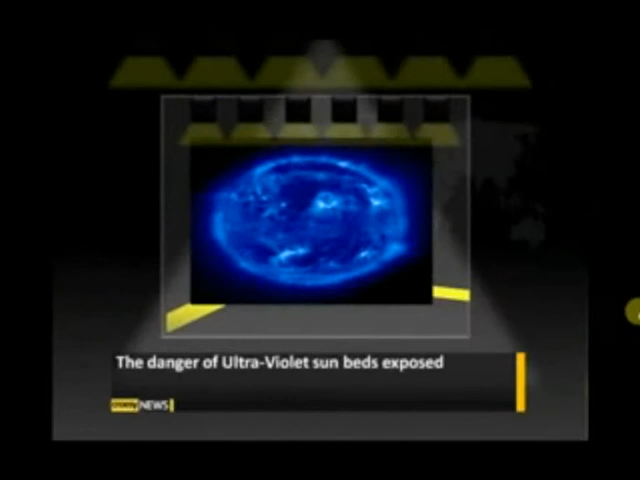 The danger of Ultra-Violet sun beds exposed
NEWS